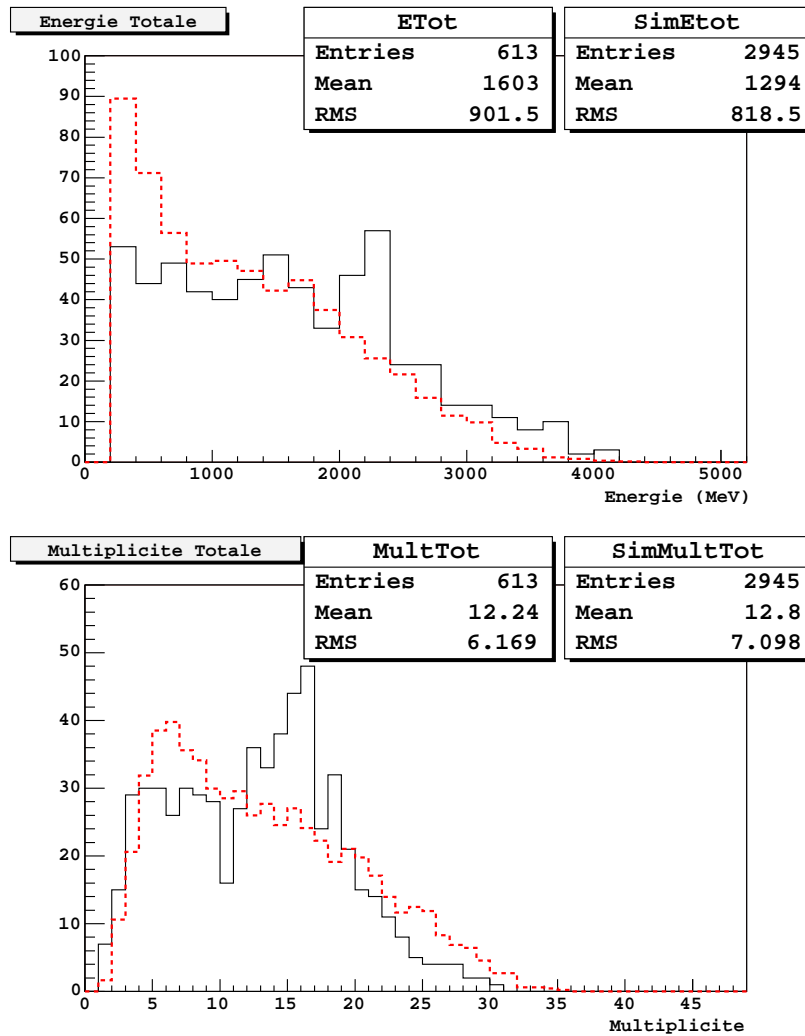 Energie Totale
ETot
Entries 613
Mean 1603
RMS 901.5
SimEtot
Entries 2945
Mean 1294
RMS 818.5
100
90
80
70
60
50
40
30
20
10
0
0 1000 2000 3000 4000 5000
Energie (MeV)
Multiplicite Totale
MultTot
Entries 613
Mean 12.24
RMS 6.169
SimMultTot
Entries 2945
Mean 12.8
RMS 7.098
60
50
40
30
20
10
0
0 5 10 15 20 25 30 35 40 45
Multiplicite